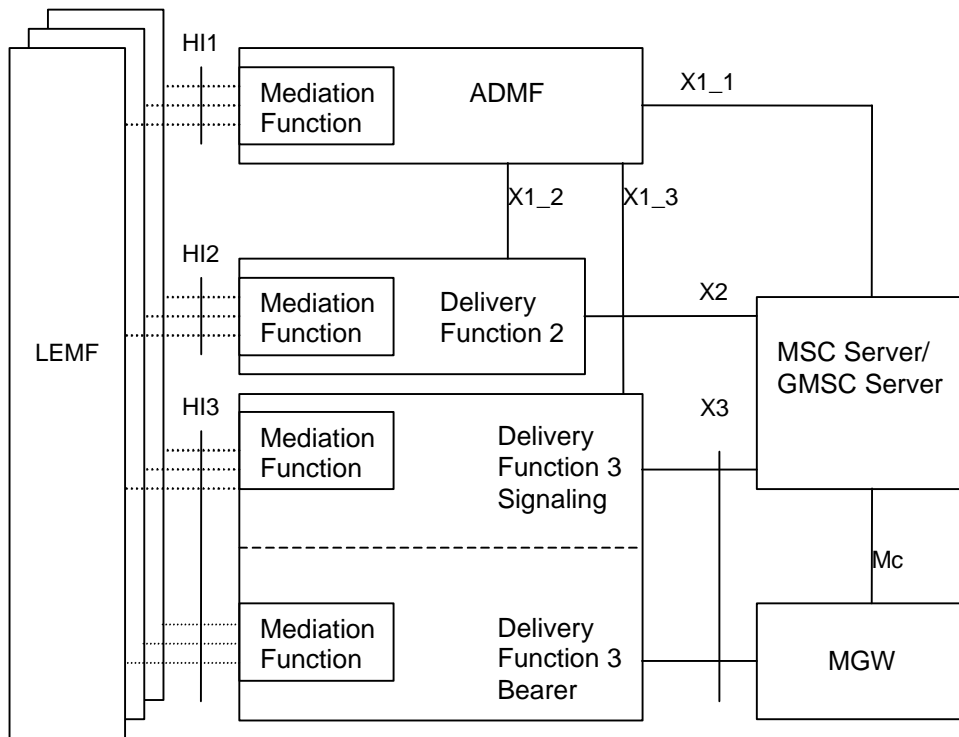 HI1
Mediation
Function
ADMF
X1_1
X1_2
X1_3
HI2
Mediation
Function
Delivery
Function 2
X2
LEMF
MSC Server/
GMSC Server
HI3
Mediation
Function
Delivery
Function 3
Signaling
X3
Mc
Mediation
Function
Delivery
Function 3
Bearer
MGW